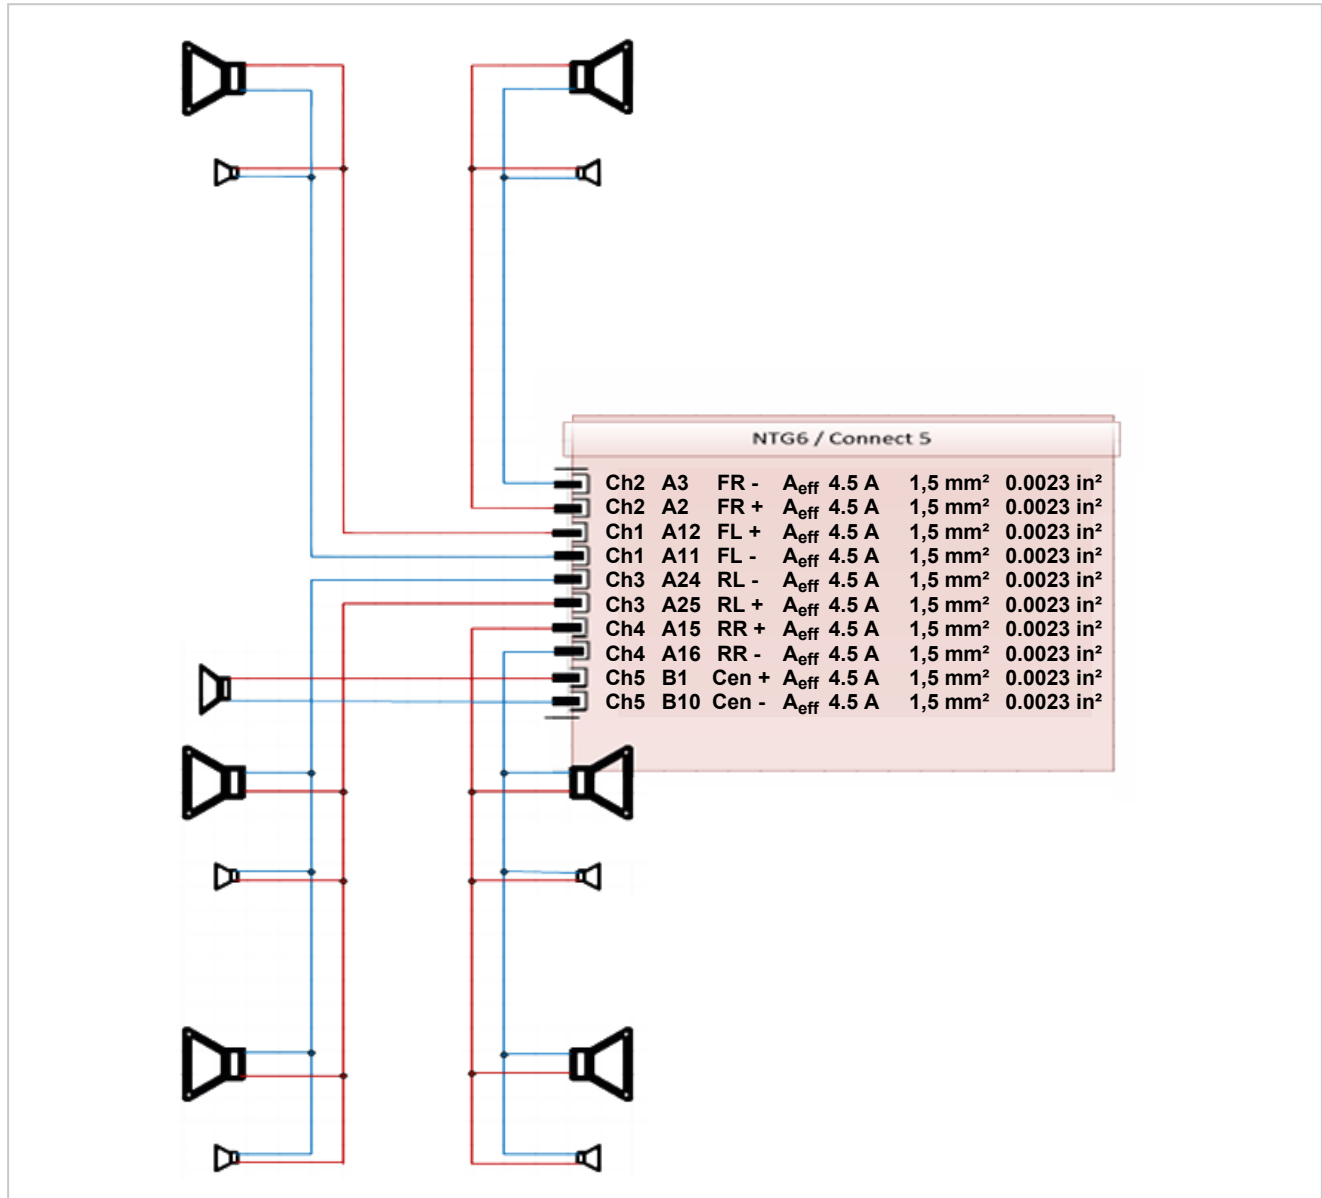 NTG6 / Connect 5
Ch2 A3 FR - Aeff 4.5 A 1,5 mm² 0.0023 in²
Ch2 A2 FR + Aeff 4.5 A 1,5 mm² 0.0023 in²
Ch1 A12 FL + Aeff 4.5 A 1,5 mm² 0.0023 in²
Ch1 A11 FL - Aeff 4.5 A 1,5 mm² 0.0023 in²
Ch3 A24 RL - Aeff 4.5 A 1,5 mm² 0.0023 in²
Ch3 A25 RL + Aeff 4.5 A 1,5 mm² 0.0023 in²
Ch4 A15 RR + Aeff 4.5 A 1,5 mm² 0.0023 in²
Ch4 A16 RR - Aeff 4.5 A 1,5 mm² 0.0023 in²
Ch5 B1 Cen + Aeff 4.5 A 1,5 mm² 0.0023 in²
Ch5 B10 Cen - Aeff 4.5 A 1,5 mm² 0.0023 in²